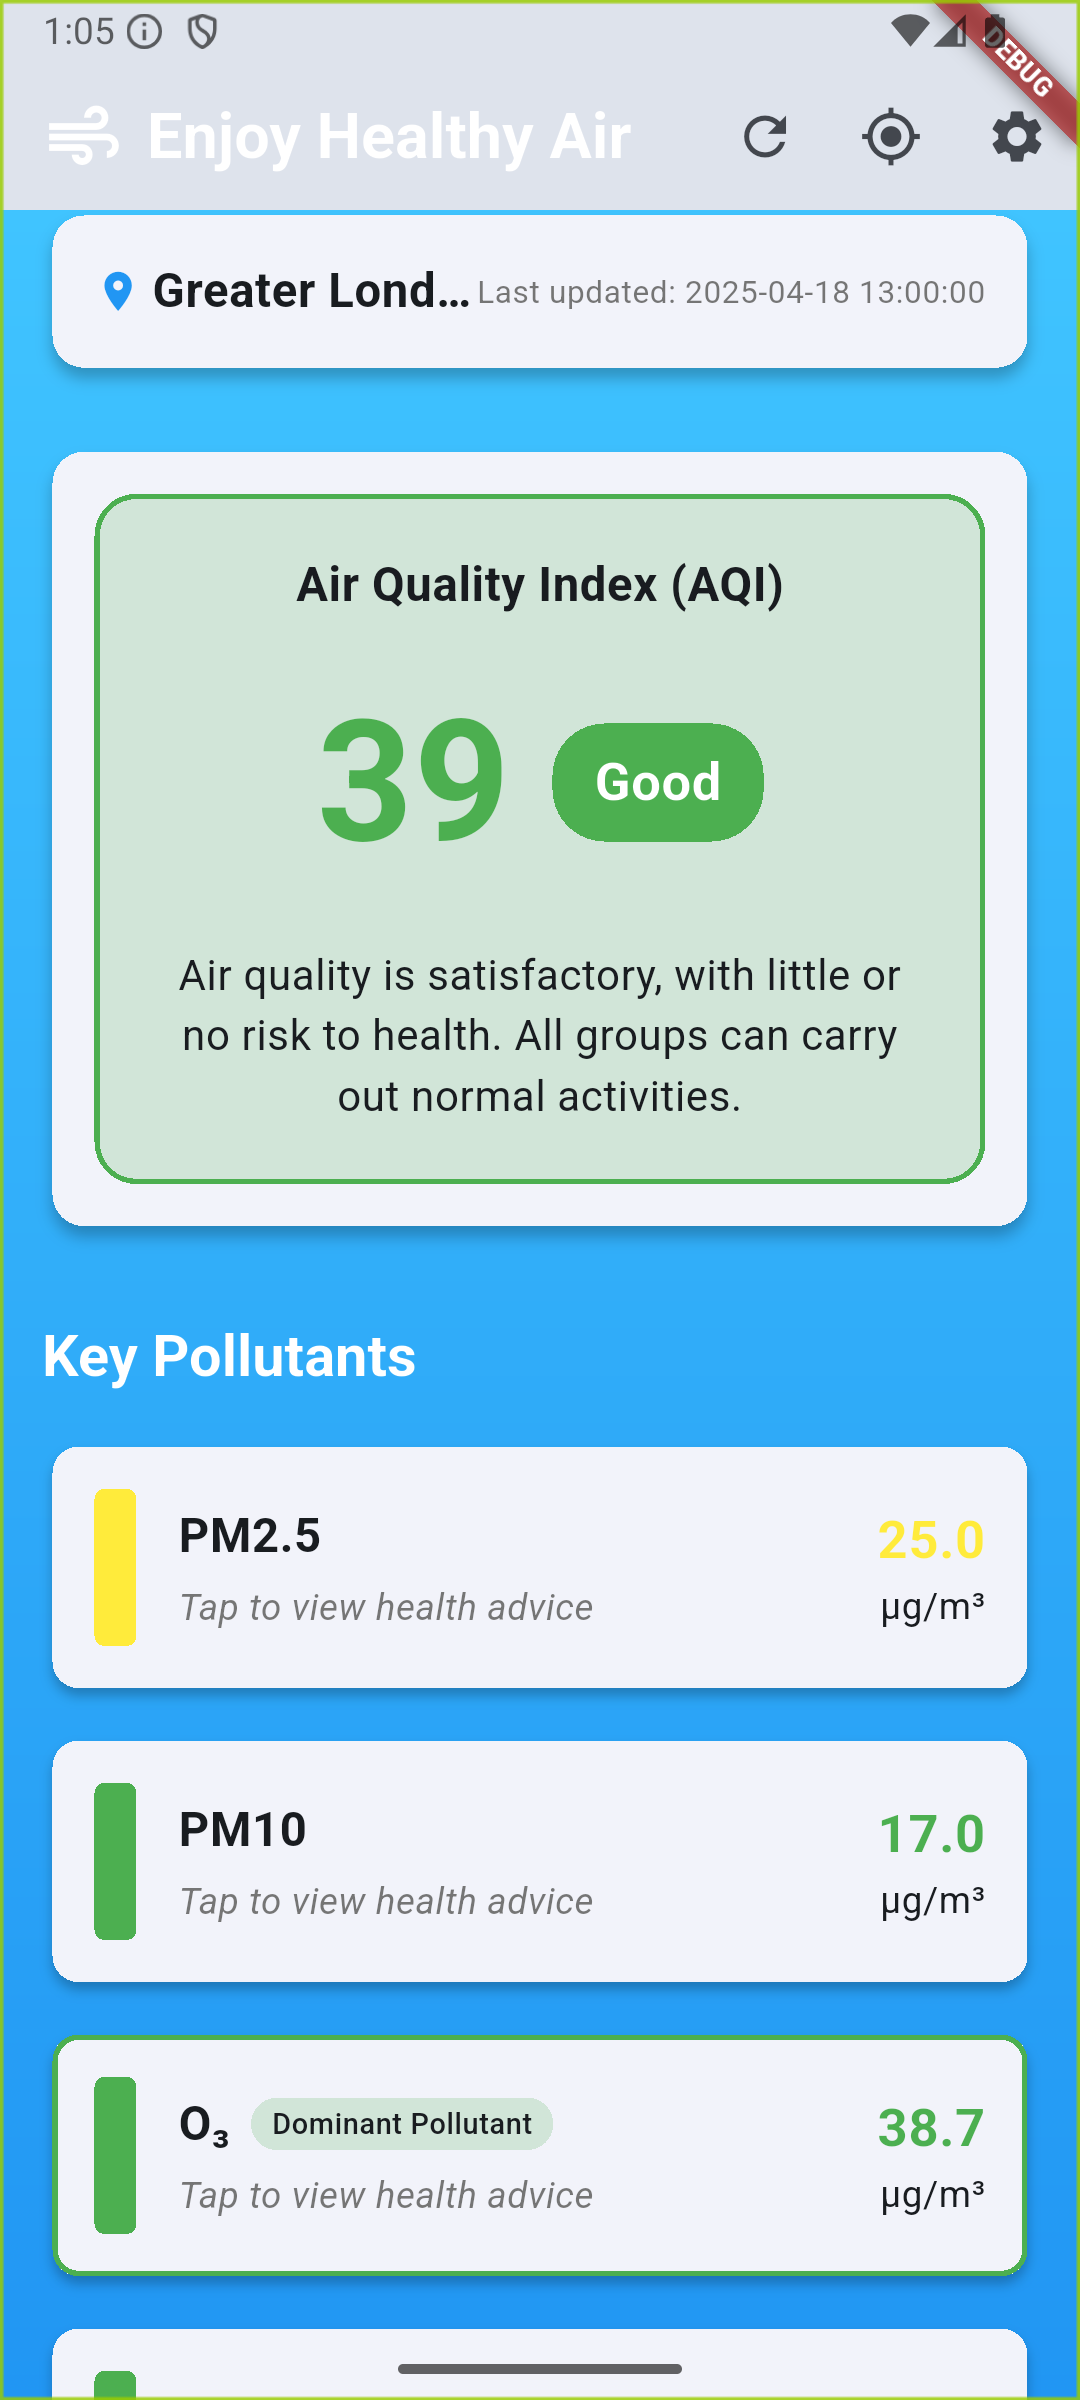 1:05
DEBUG
Enjoy Healthy Air
Greater Lond… Last updated: 2025-04-18 13:00:00
Air Quality Index (AQI)
39 Good
Air quality is satisfactory, with little or
no risk to health. All groups can carry
out normal activities.
Key Pollutants
PM2.5
25.0
Tap to view health advice
µg/m³
PM10
17.0
Tap to view health advice
µg/m³
O₃ Dominant Pollutant
38.7
Tap to view health advice
µg/m³